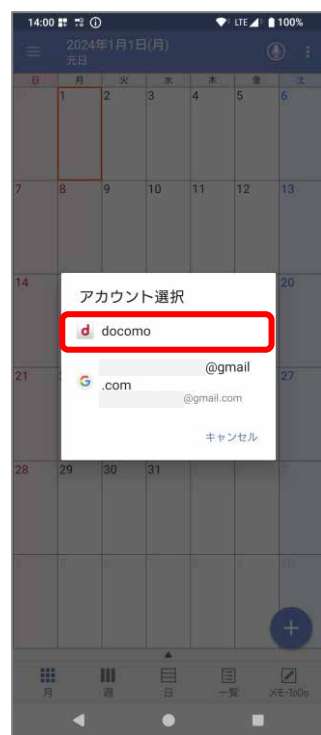 14:00 LTE 100%
2024年1月1日(月)
元日
日 月 火 水 木 金 土
1 2 3 4 5 6
7 8 9 10 11 12 13
14 20
アカウント選択
docomo
@gmail
.com
@gmail.com
キャンセル
21 27
28 29 30 31
月 週 日 一覧 メモ・ToDo